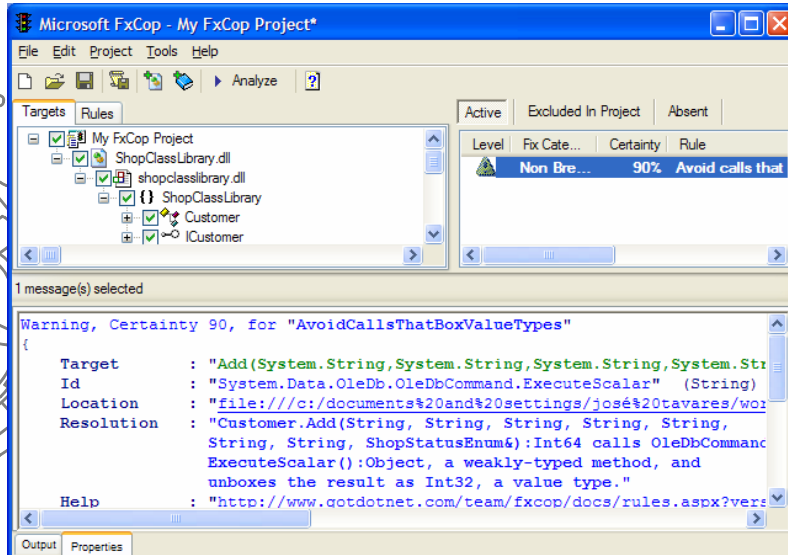 Microsoft FxCop - My FxCop Project*
File Edit Project Tools Help
Analyze
Targets Rules
My FxCop Project
ShopClassLibrary.dll
shopclasslibrary.dll
{} ShopClassLibrary
Customer
ICustomer
Active Excluded In Project Absent
Level Fix Cate... Certainty Rule
Non Bre... 90% Avoid calls that
1 message(s) selected
Warning, Certainty 90, for "AvoidCallsThatBoxValueTypes"
{
Target : "Add(System.String,System.String,System.String,System.Str
Id : "System.Data.OleDb.OleDbCommand.ExecuteScalar" (String)
Location : "file:///c:/documents%20and%20settings/josé%20tavares/wor
Resolution : "Customer.Add(String, String, String, String, String,
String, String, ShopStatusEnum&):Int64 calls OleDbCommand
ExecuteScalar():Object, a weakly-typed method, and
unboxes the result as Int32, a value type."
Help : "http://www.gotdotnet.com/team/fxcop/docs/rules.aspx?vers
Output Properties